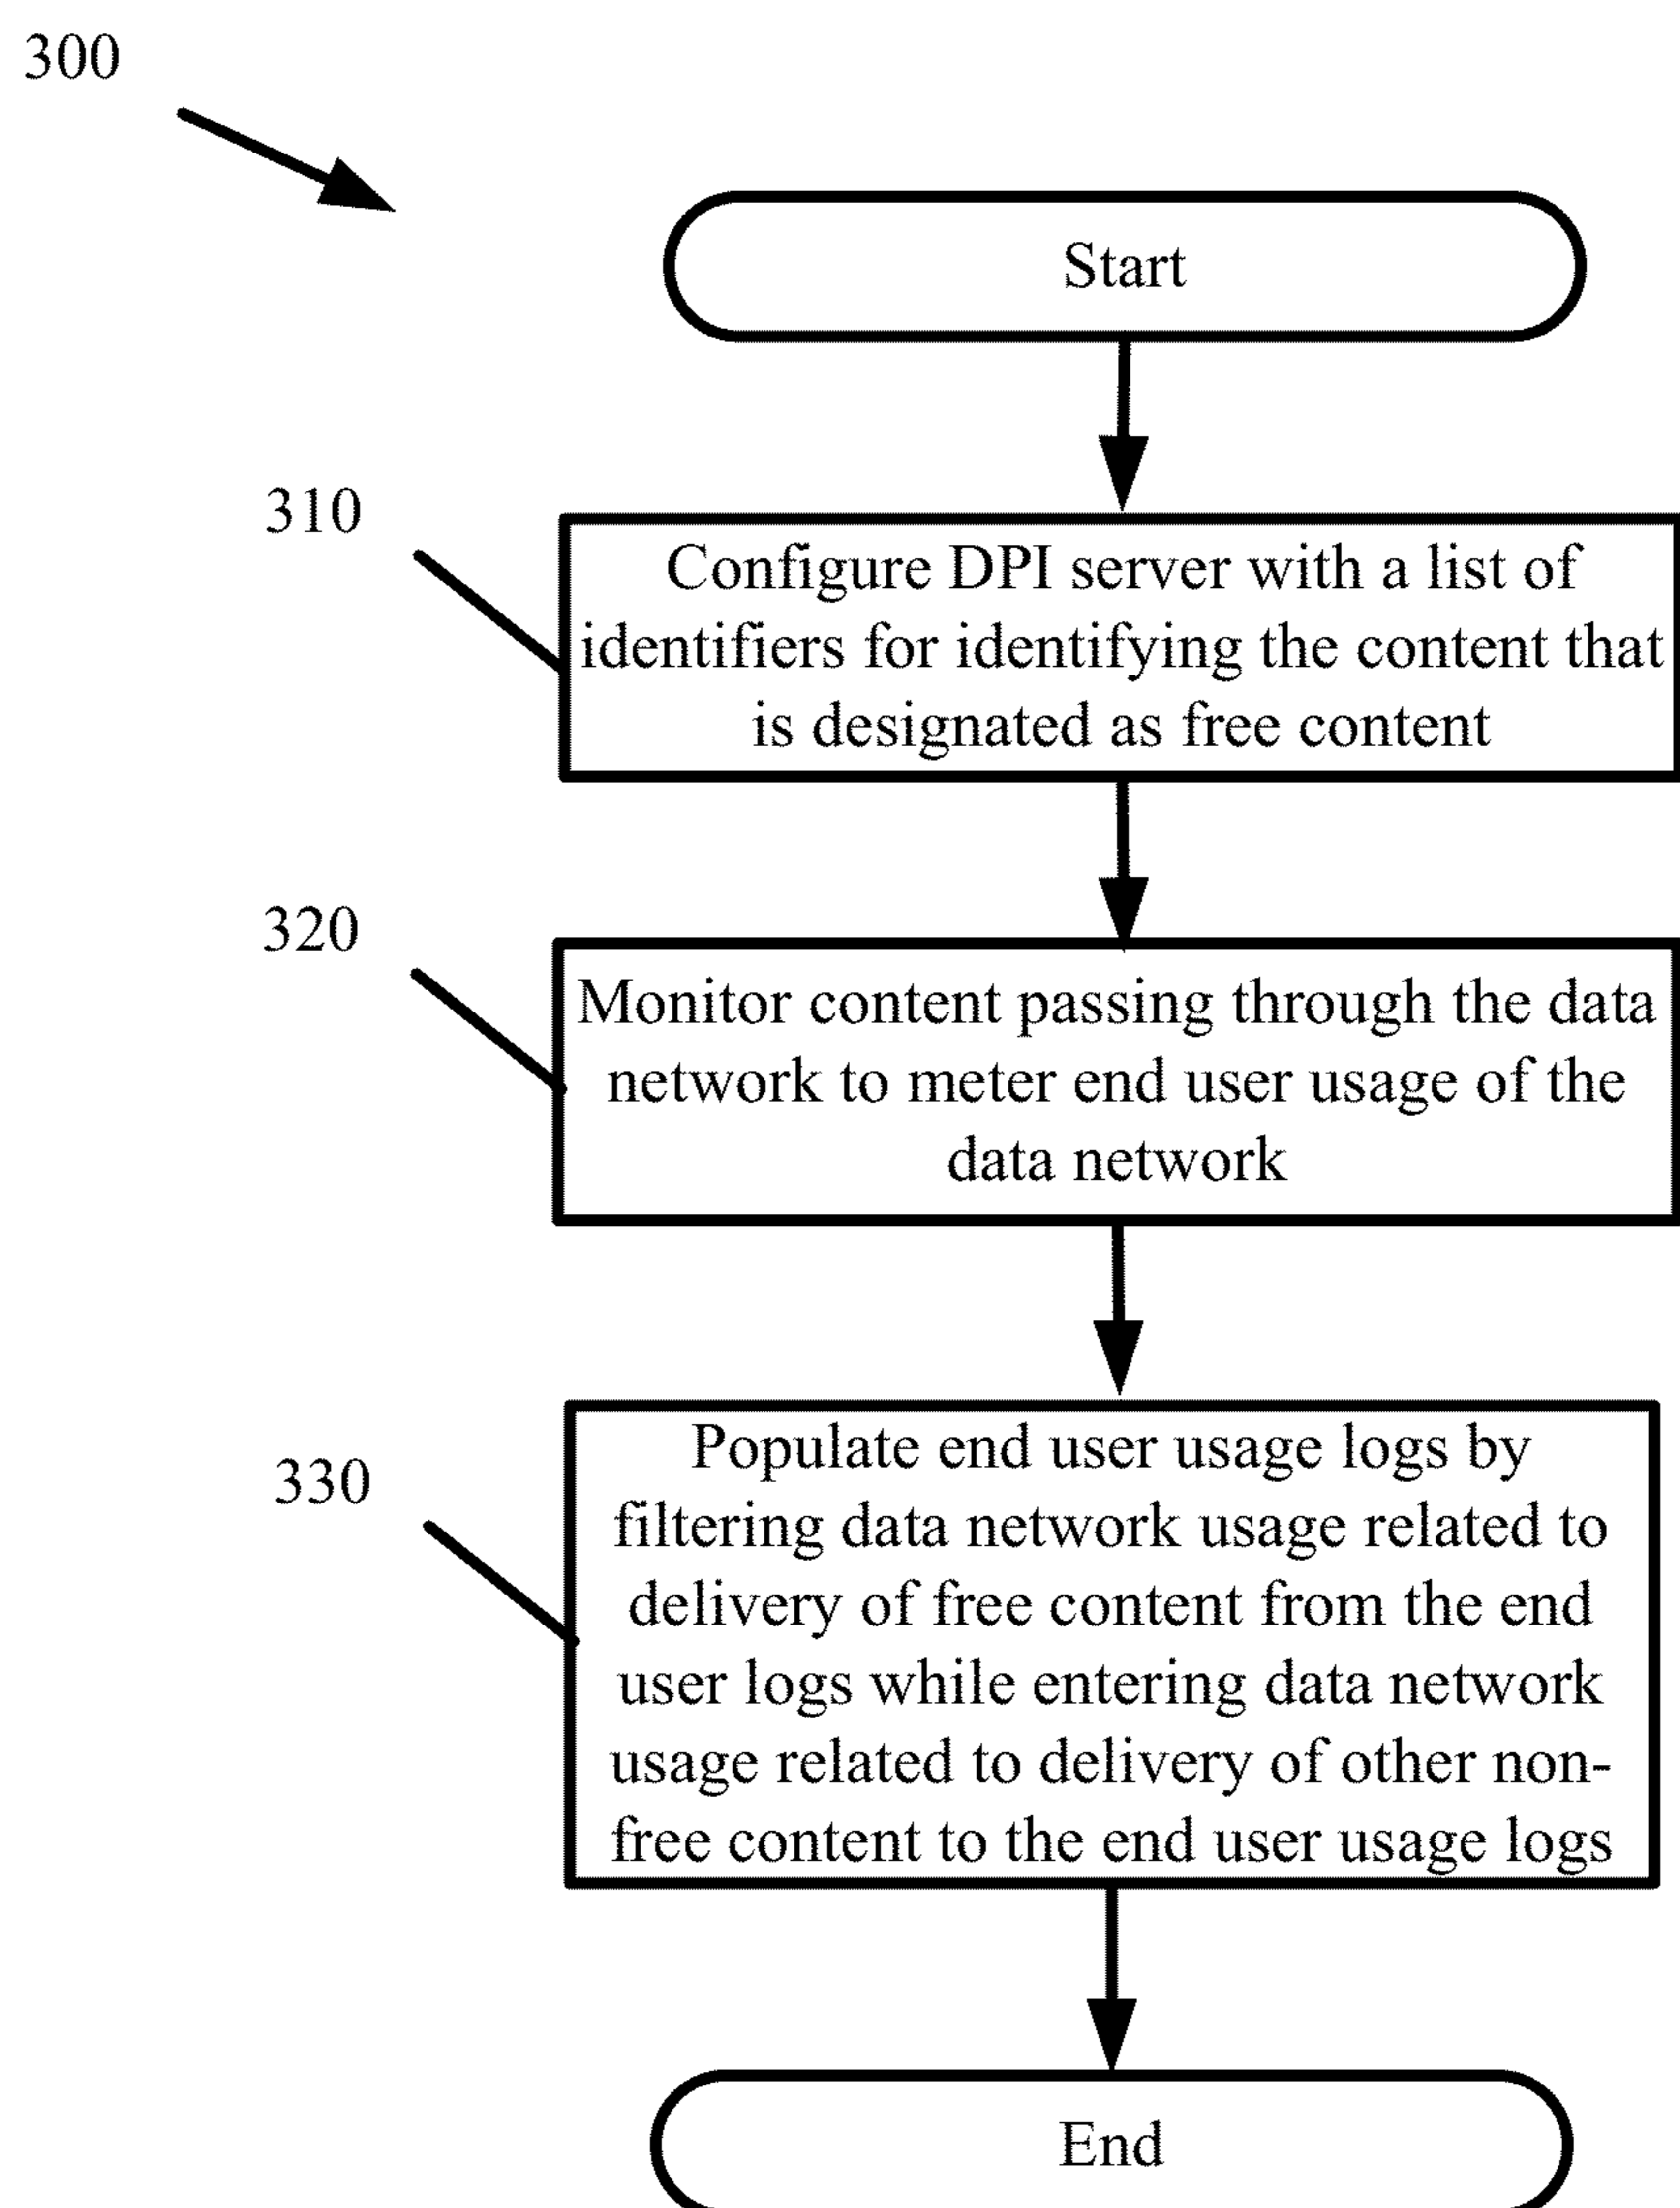 300
Start
310
Configure DPI server with a list of
identifiers for identifying the content that
is designated as free content
320
Monitor content passing through the data
network to meter end user usage of the
data network
330
Populate end user usage logs by
filtering data network usage related to
delivery of free content from the end
user logs while entering data network
usage related to delivery of other non-
free content to the end user usage logs
End